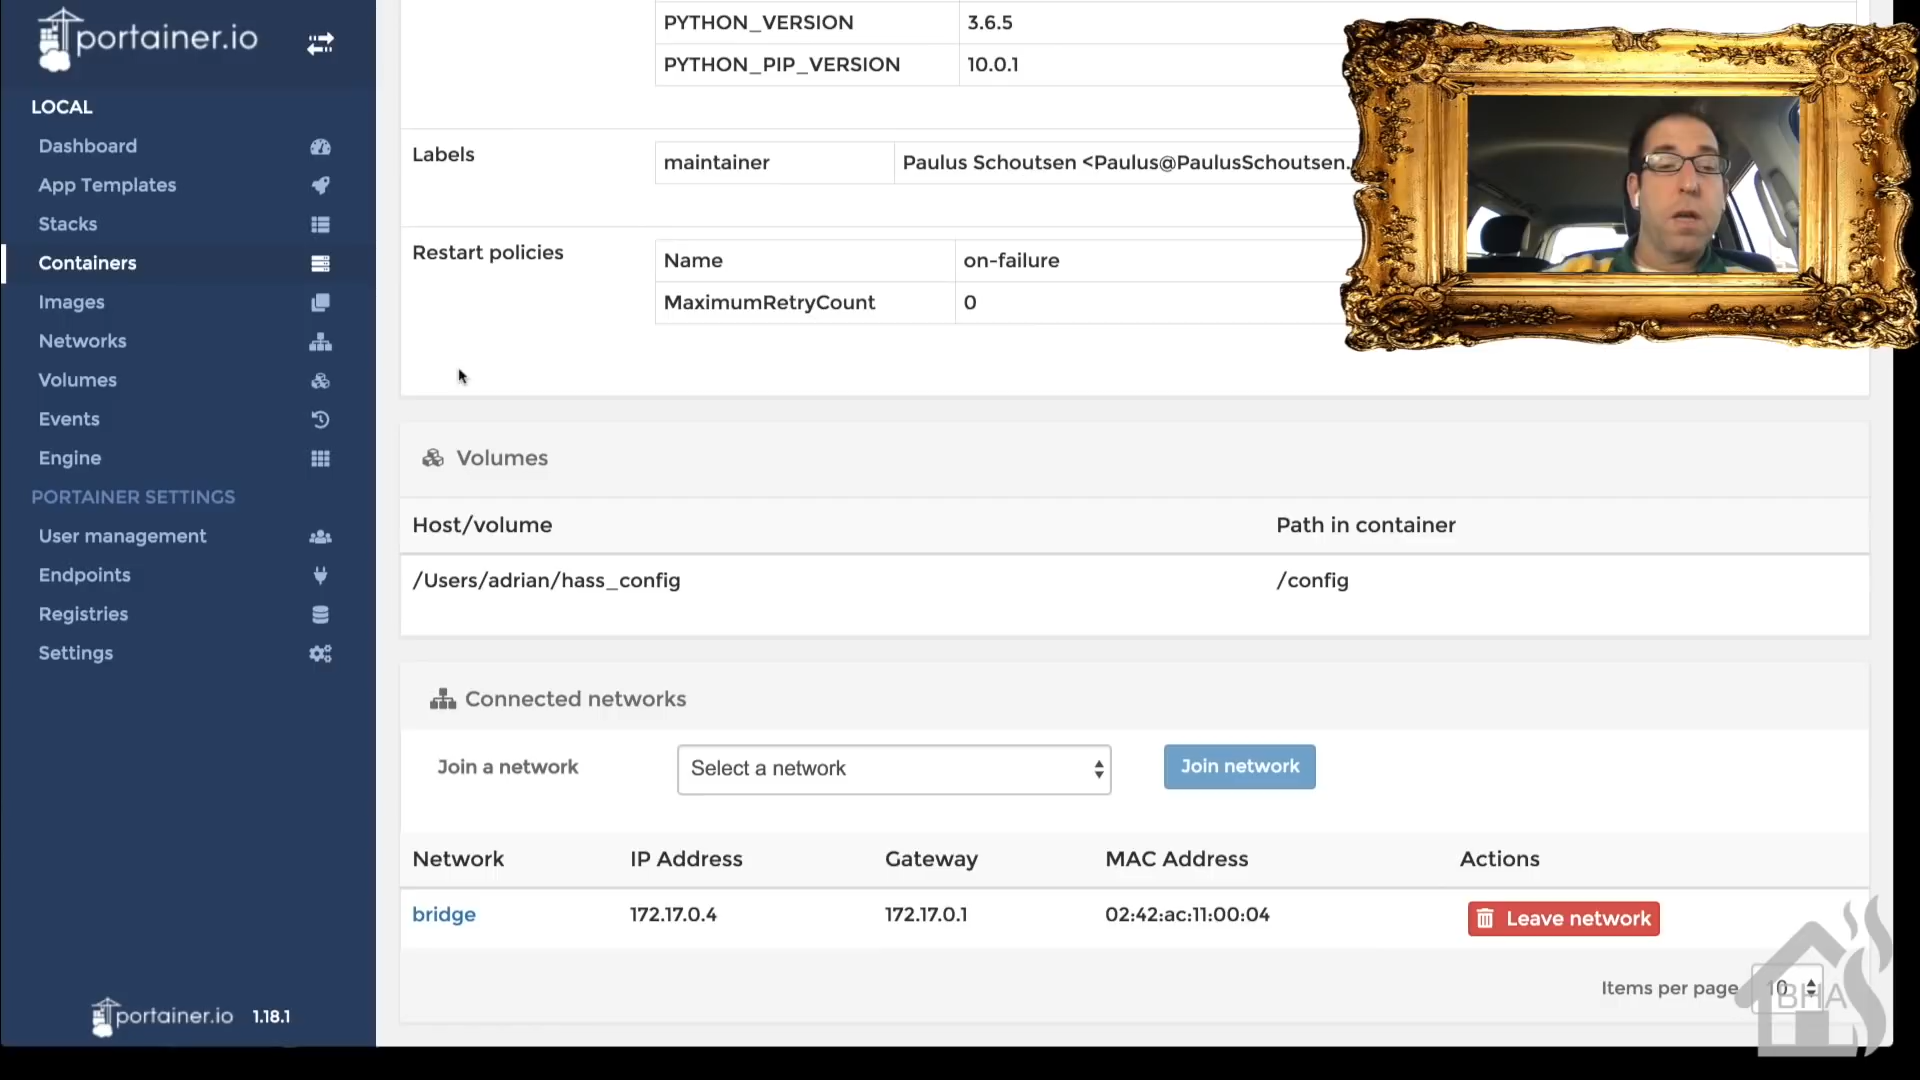 portainer.io
LOCAL
Dashboard
App Templates
Stacks
Containers
Images
Networks
Volumes
Events
Engine
PORTAINER SETTINGS
User management
Endpoints
Registries
Settings
portainer.io 1.18.1
PYTHON_VERSION 3.6.5
PYTHON_PIP_VERSION 10.0.1
Labels maintainer Paulus Schoutsen <Paulus@PaulusSchoutsen.
Restart policies Name on-failure
MaximumRetryCount 0
Volumes
Host/volume Path in container
/Users/adrian/hass_config /config
Connected networks
Join a network Select a network Join network
Network IP Address Gateway MAC Address Actions
bridge 172.17.0.4 172.17.0.1 02:42:ac:11:00:04 Leave network
Items per page 10
BHA